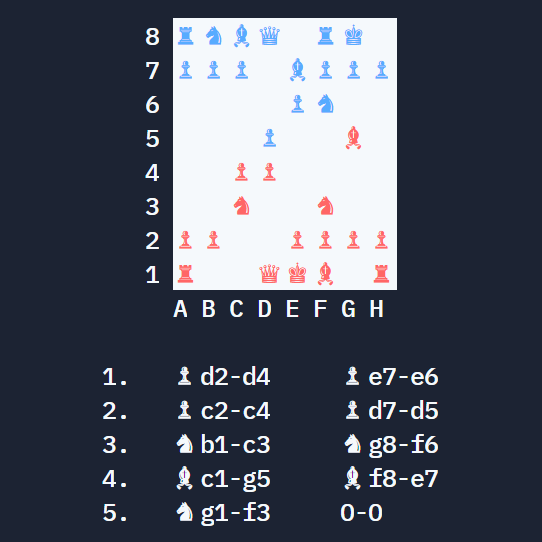 8 ♜ ♞ ♝ ♛ ♜ ♚
7 ♟ ♟ ♟ ♝ ♟ ♟ ♟
6 ♟ ♞
5 ♟ ♝
4 ♟ ♟
3 ♞ ♞
2 ♟ ♟ ♟ ♟ ♟ ♟
1 ♜ ♛ ♚ ♝ ♜
A B C D E F G H
1. ♟ d2-d4 ♟ e7-e6
2. ♟ c2-c4 ♟ d7-d5
3. ♞ b1-c3 ♞ g8-f6
4. ♝ c1-g5 ♝ f8-e7
5. ♞ g1-f3 0-0